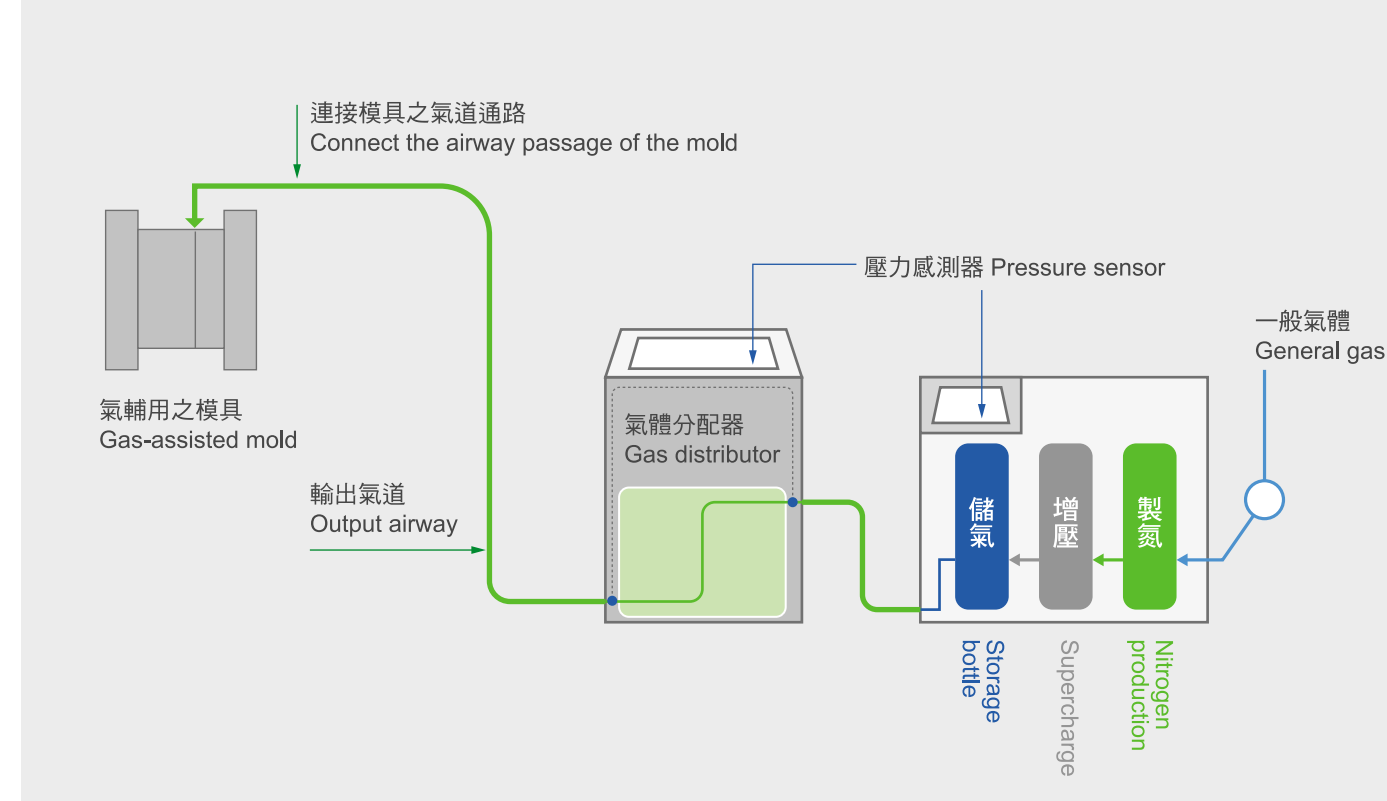 連接模具之氣道通路
Connect the airway passage of the mold
壓力感測器 Pressure sensor
一般氣體
General gas
氣輔用之模具
Gas-assisted mold
氣體分配器
Gas distributor
輸出氣道
Output airway
儲氣
增壓
製氮
Storage
bottle
Supercharge
Nitrogen
production